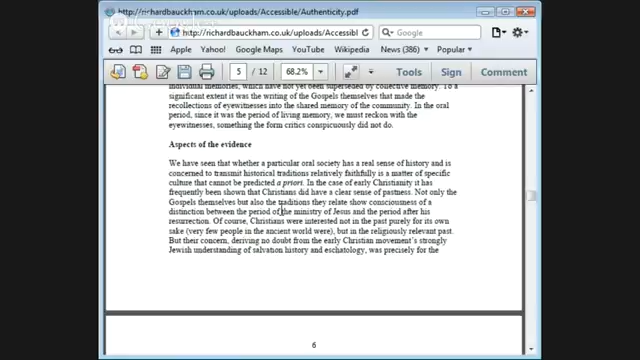 http://richardbauckham.co.uk/uploads/Accessible/Authenticity.pdf
http://richardbauckham.co.uk/uploads/Accessibl
Google
Apple Yahoo! Google Maps YouTube Wikipedia News (386) Popular
5 / 12 68.2% Tools Sign Comment
individual memories, which have not yet been superseded by collective memory. To a
significant extent it was the writing of the Gospels themselves that made the
recollections of eyewitnesses into the shared memory of the community. In the oral
period, since it was the period of living memory, we must reckon with the
eyewitnesses, something the form critics conspicuously did not do.
Aspects of the evidence
We have seen that whether a particular oral society has a real sense of history and is
concerned to transmit historical traditions relatively faithfully is a matter of specific
culture that cannot be predicted a priori. In the case of early Christianity it has
frequently been shown that Christians did have a clear sense of pastness. Not only the
Gospels themselves but also the traditions they relate show consciousness of a
distinction between the period of the ministry of Jesus and the period after his
resurrection. Of course, Christians were interested not in the past purely for its own
sake (very few people in the ancient world were), but in the religiously relevant past.
But their concern, deriving no doubt from the early Christian movement's strongly
Jewish understanding of salvation history and eschatology, was precisely for the
6